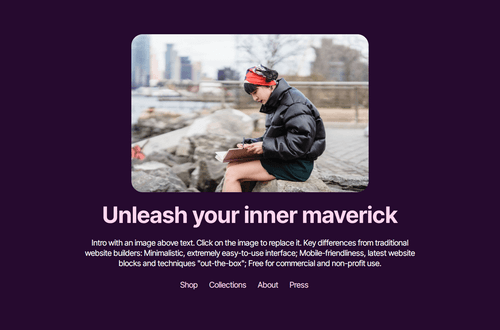 Unleash your inner maverick
Intro with an image above text. Click on the image to replace it. Key differences from traditional
website builders: Minimalistic, extremely easy-to-use interface; Mobile-friendliness, latest website
blocks and techniques "out-the-box"; Free for commercial and non-profit use.
Shop Collections About Press